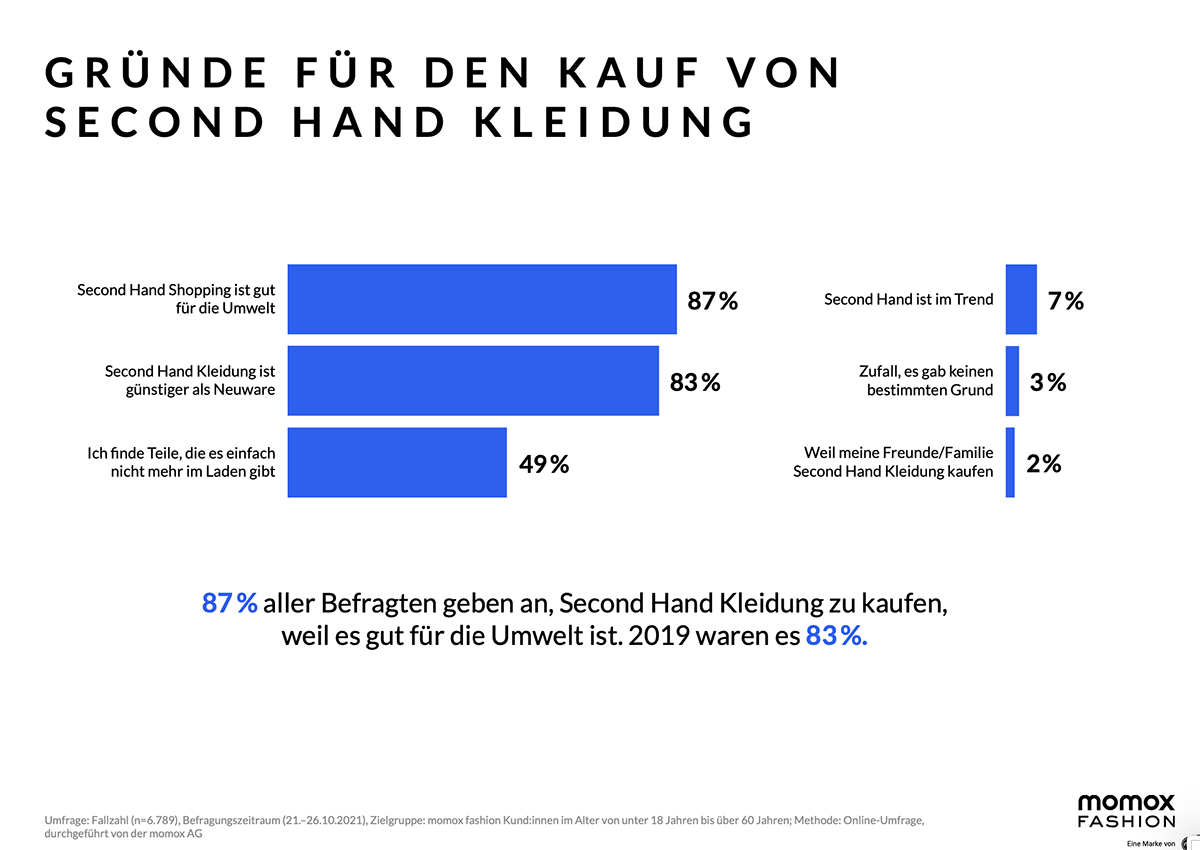 GRÜNDE FÜR DEN KAUF VON
SECOND HAND KLEIDUNG
Second Hand Shopping ist gut
für die Umwelt
87 %
Second Hand Kleidung ist
günstiger als Neuware
83 %
Ich finde Teile, die es einfach
nicht mehr im Laden gibt
49 %
Second Hand ist im Trend
7 %
Zufall, es gab keinen
bestimmten Grund
3 %
Weil meine Freunde/Familie
Second Hand Kleidung kaufen
2 %
87 % aller Befragten geben an, Second Hand Kleidung zu kaufen,
weil es gut für die Umwelt ist. 2019 waren es 83 %.
Umfrage: Fallzahl (n=6.789), Befragungszeitraum (21.–26.10.2021), Zielgruppe: momox fashion Kund:innen im Alter von unter 18 Jahren bis über 60 Jahren; Methode: Online-Umfrage,
durchgeführt von der momox AG
momox
FASHION
Eine Marke von